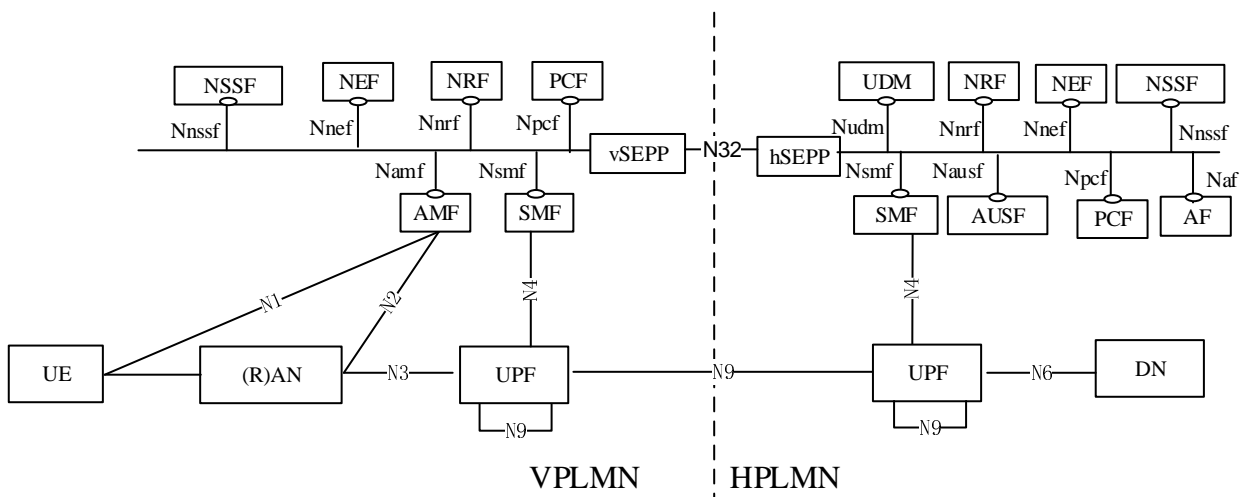 NSSF
NEF
NRF
PCF
UDM
NRF
NEF
NSSF
Nnssf
Nnef
Nnrf
Npcf
Nudm
Nnrf
Nnef
Nnssf
vSEPP
N32
hSEPP
Namf
Nsmf
Nsmf
Nausf
Npcf
Naf
AMF
SMF
SMF
AUSF
PCF
AF
N1
N2
N4
N4
UE
(R)AN
N3
UPF
N9
UPF
N6
DN
N9
N9
VPLMN
HPLMN